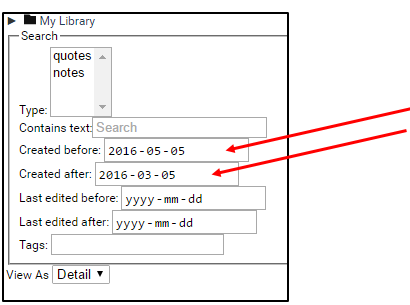 My Library
Search
quotes
notes
Type:
Contains text: Search
Created before: 2016-05-05
Created after: 2016-03-05
Last edited before: yyyy-mm-dd
Last edited after: yyyy-mm-dd
Tags:
View As Detail